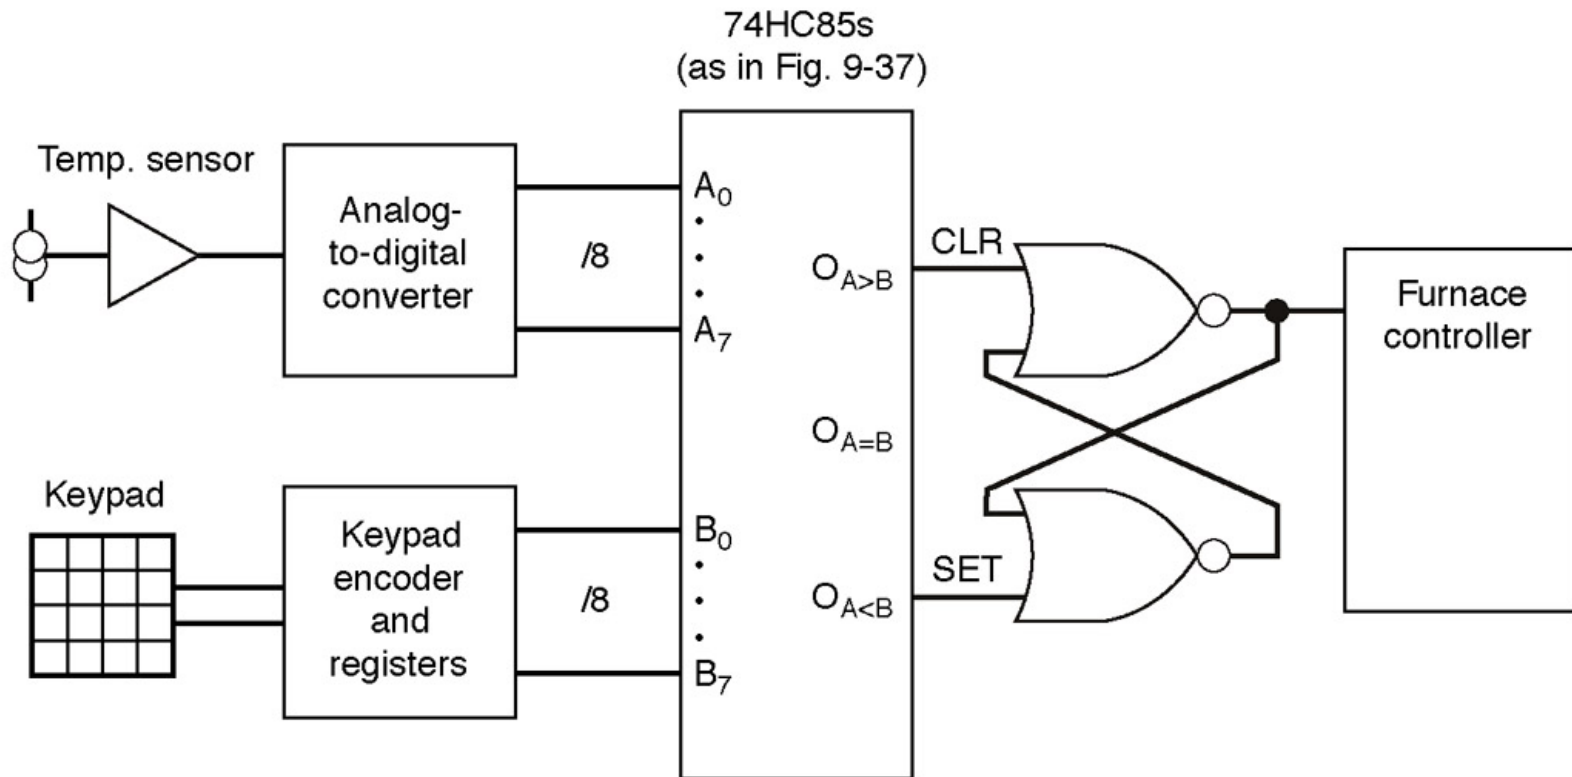 74HC85s
(as in Fig. 9-37)
Temp. sensor
Analog-
to-digital
converter
/8
A0
A7
CLR
OA>B
Furnace
controller
OA=B
Keypad
Keypad
encoder
and
registers
/8
B0
B7
SET
OA<B